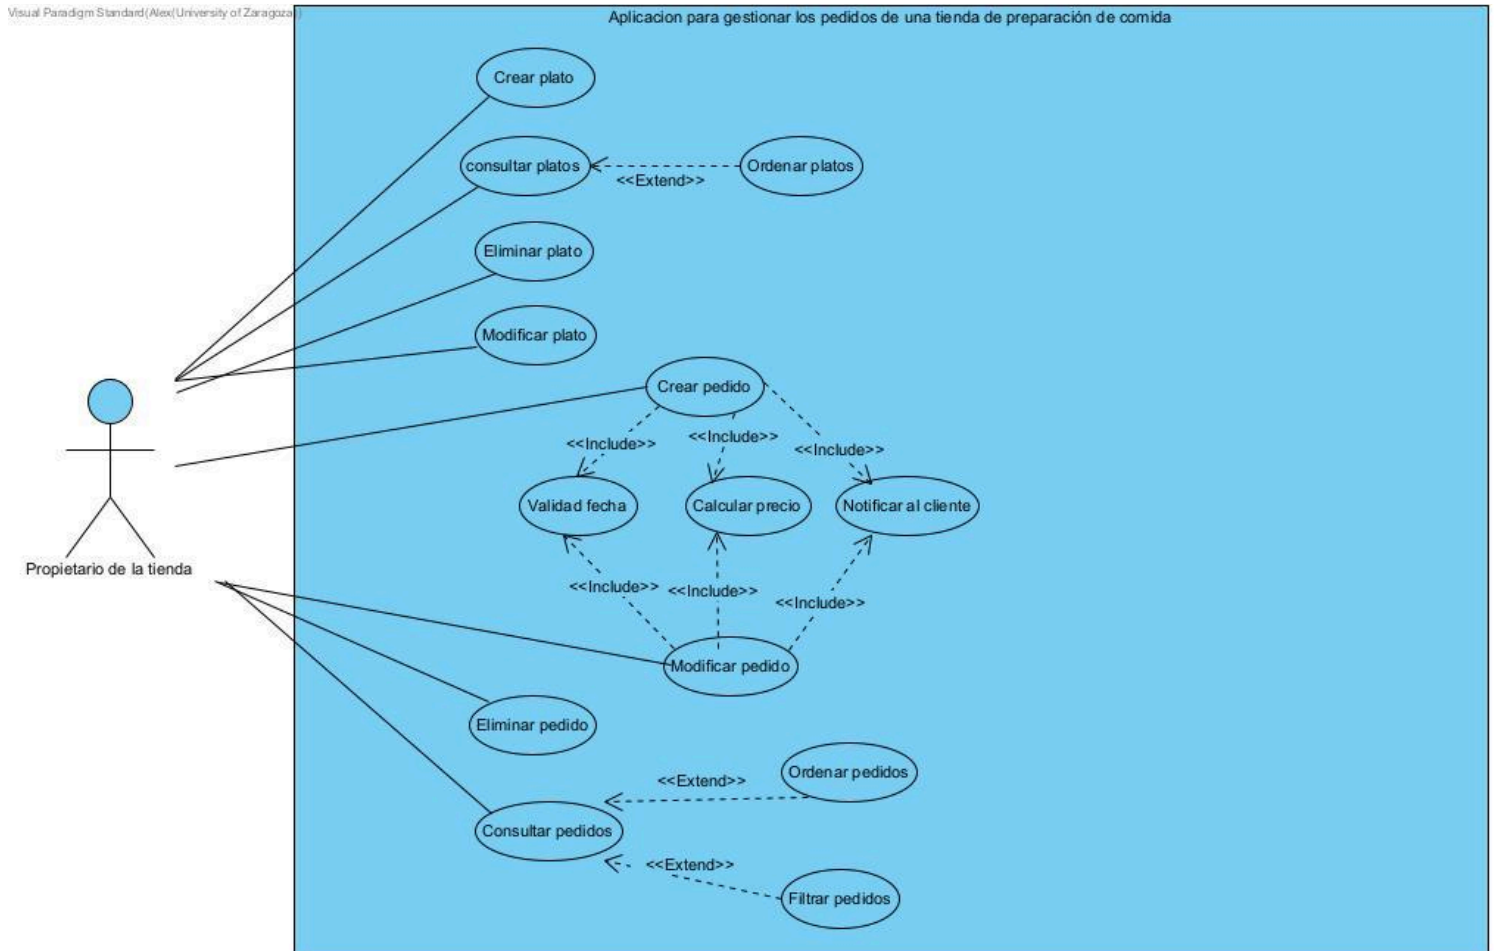 Visual Paradigm Standard(Alex(University of Zaragoza))
Aplicacion para gestionar los pedidos de una tienda de preparación de comida
Crear plato
consultar platos
<<Extend>>
Ordenar platos
Eliminar plato
Modificar plato
Crear pedido
<<Include>>
<<Include>>
<<Include>>
Validad fecha
Calcular precio
Notificar al cliente
Propietario de la tienda
<<Include>>
<<Include>>
<<Include>>
Modificar pedido
Eliminar pedido
Ordenar pedidos
<<Extend>>
Consultar pedidos
<<Extend>>
Filtrar pedidos